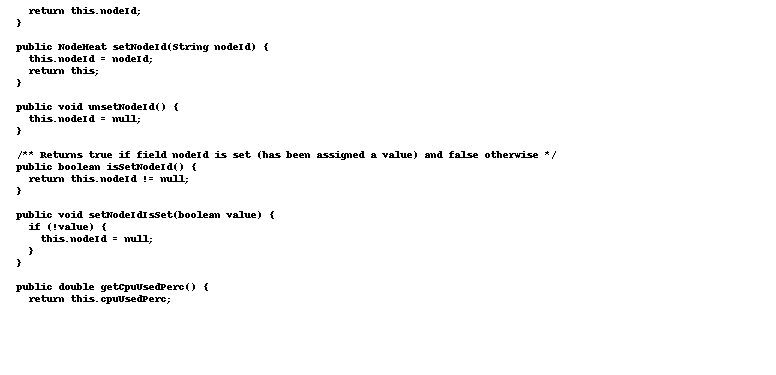 return this.nodeId;
}
public NodeHeat setNodeId(String nodeId) {
this.nodeId = nodeId;
return this;
}
public void unsetNodeId() {
this.nodeId = null;
}
/** Returns true if field nodeId is set (has been assigned a value) and false otherwise */
public boolean isSetNodeId() {
return this.nodeId != null;
}
public void setNodeIdIsSet(boolean value) {
if (!value) {
this.nodeId = null;
}
}
public double getCpuUsedPerc() {
return this.cpuUsedPerc;